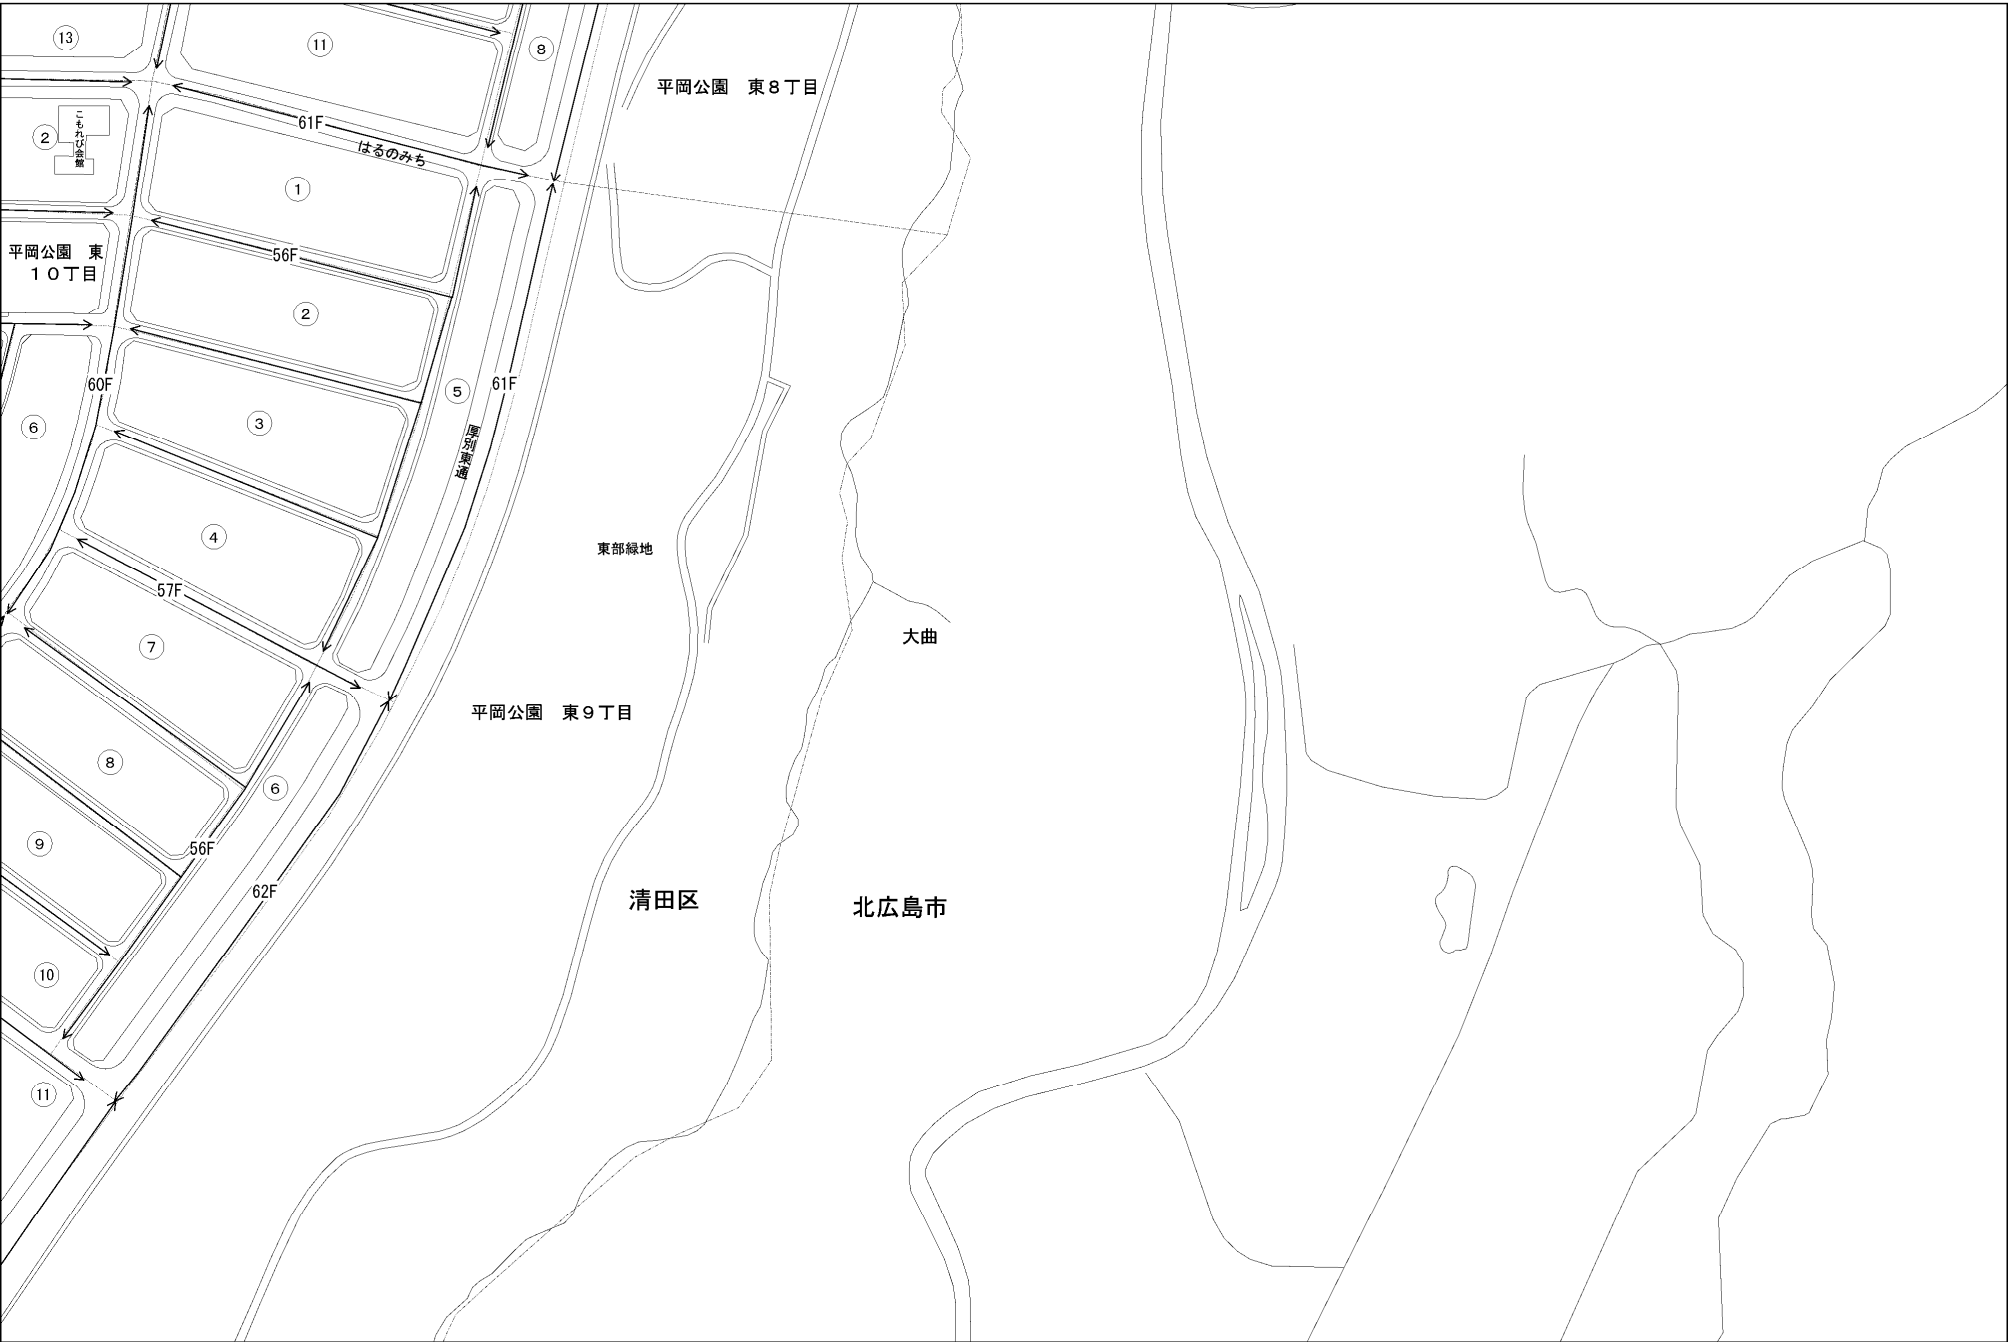 ⑬
⑪
⑧
平岡公園　東８丁目
61F
はるのみち
②
こもれび会館
①
平岡公園　東
１０丁目
56F
②
60F
⑥
③
⑤
61F
厚別東通
④
東部緑地
57F
⑦
大曲
平岡公園　東９丁目
⑧
⑥
⑨
56F
62F
清田区
北広島市
⑩
⑪